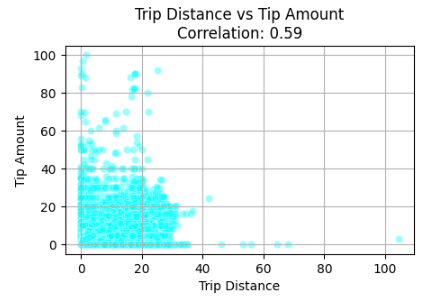 Trip Distance vs Tip Amount
Correlation: 0.59
100
80
60
40
20
0
Tip Amount
0 20 40 60 80 100
Trip Distance